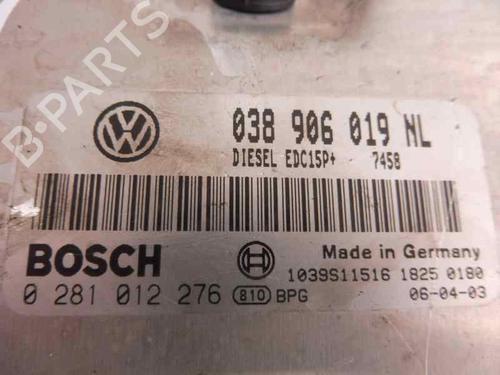 B-PARTS
038 906 019 NL
DIESEL EDC15P+ 7458
BOSCH
Made in Germany
1039S11516 1825 0180
0 281 012 276 810 BPG
06-04-03